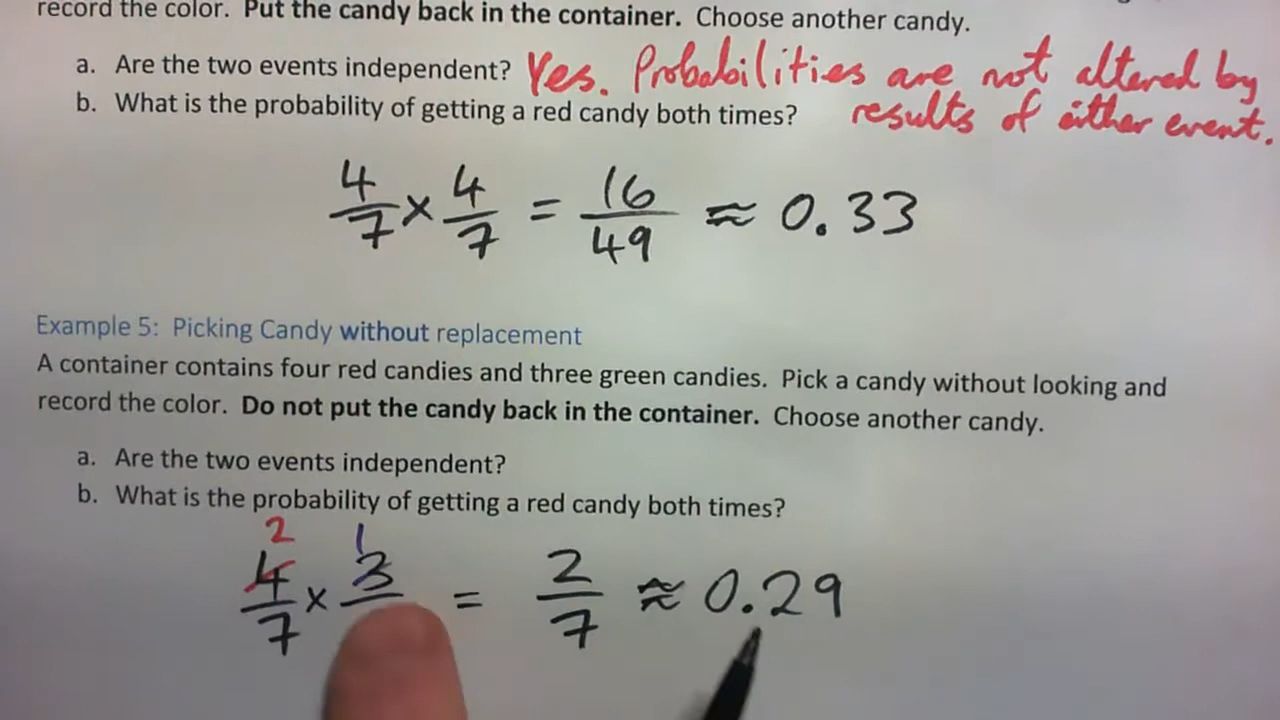 record the color. Put the candy back in the container. Choose another candy.
a. Are the two events independent? Yes. Probabilities are not altered by
b. What is the probability of getting a red candy both times? results of either event.
4/7 × 4/7 = 16/49 ≈ 0.33
Example 5: Picking Candy without replacement
A container contains four red candies and three green candies. Pick a candy without looking and
record the color. Do not put the candy back in the container. Choose another candy.
a. Are the two events independent?
b. What is the probability of getting a red candy both times?
2 1
4/7 × 3/ = 2/7 ≈ 0.29